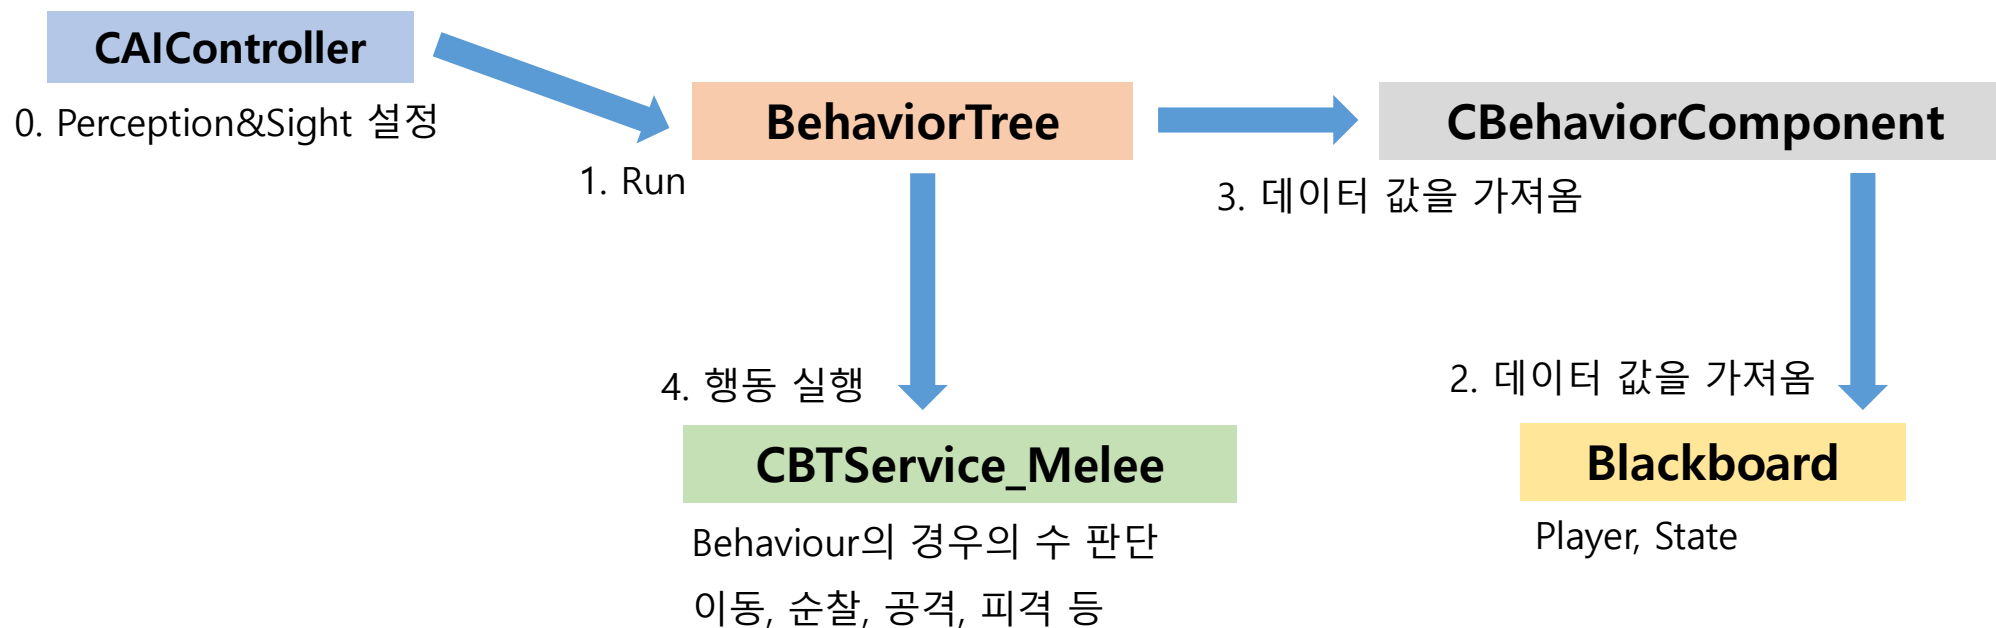 CAIController
0. Perception&Sight 설정
BehaviorTree
CBehaviorComponent
1. Run
3. 데이터 값을 가져옴
4. 행동 실행
2. 데이터 값을 가져옴
CBTService_Melee
Blackboard
Behaviour의 경우의 수 판단
Player, State
이동, 순찰, 공격, 피격 등